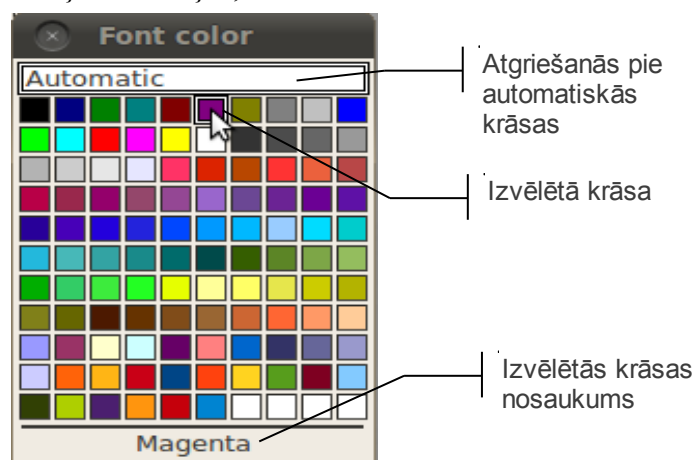 Font color
Automatic
Atgriešanās pie
automatiskās
krāsas
Izvēlētā krāsa
Izvēlētās krāsas
nosaukums
Magenta